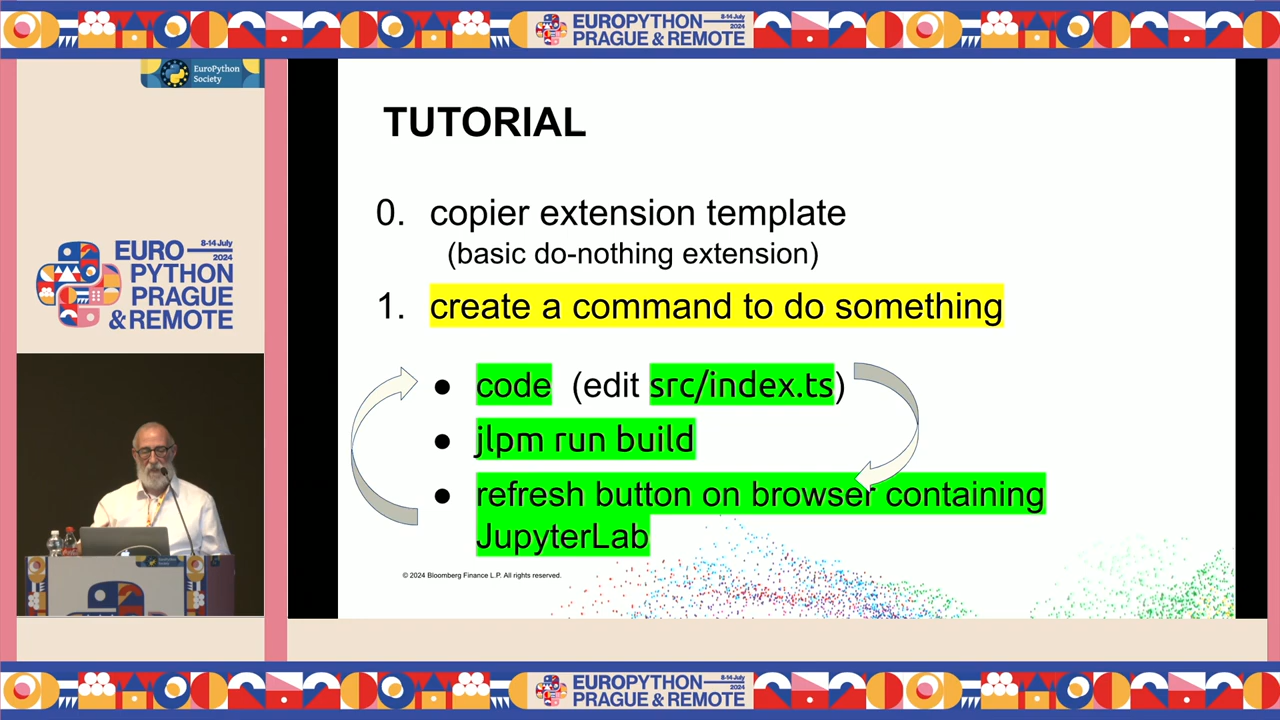 EUROPYTHON
8-14 July
2024
PRAGUE & REMOTE
EuroPython
Society
TUTORIAL
0. copier extension template
(basic do-nothing extension)
1. create a command to do something
● code (edit src/index.ts)
● jlpm run build
● refresh button on browser containing
JupyterLab
© 2024 Bloomberg Finance L.P. All rights reserved.
EURO
8-14 July
2024
PYTHON
PRAGUE
& REMOTE
EUROPYTHON
8-14 July
2024
PRAGUE & REMOTE